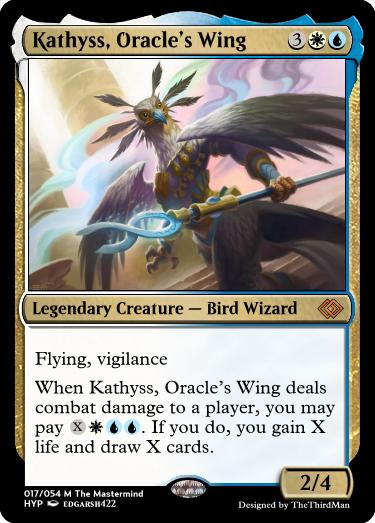 Kathyss, Oracle's Wing 3
Legendary Creature — Bird Wizard
Flying, vigilance
When Kathyss, Oracle's Wing deals
combat damage to a player, you may
pay X. If you do, you gain X
life and draw X cards.
2/4
017/054 M The Mastermind
HYP EDGARSH422
Designed by TheThirdMan